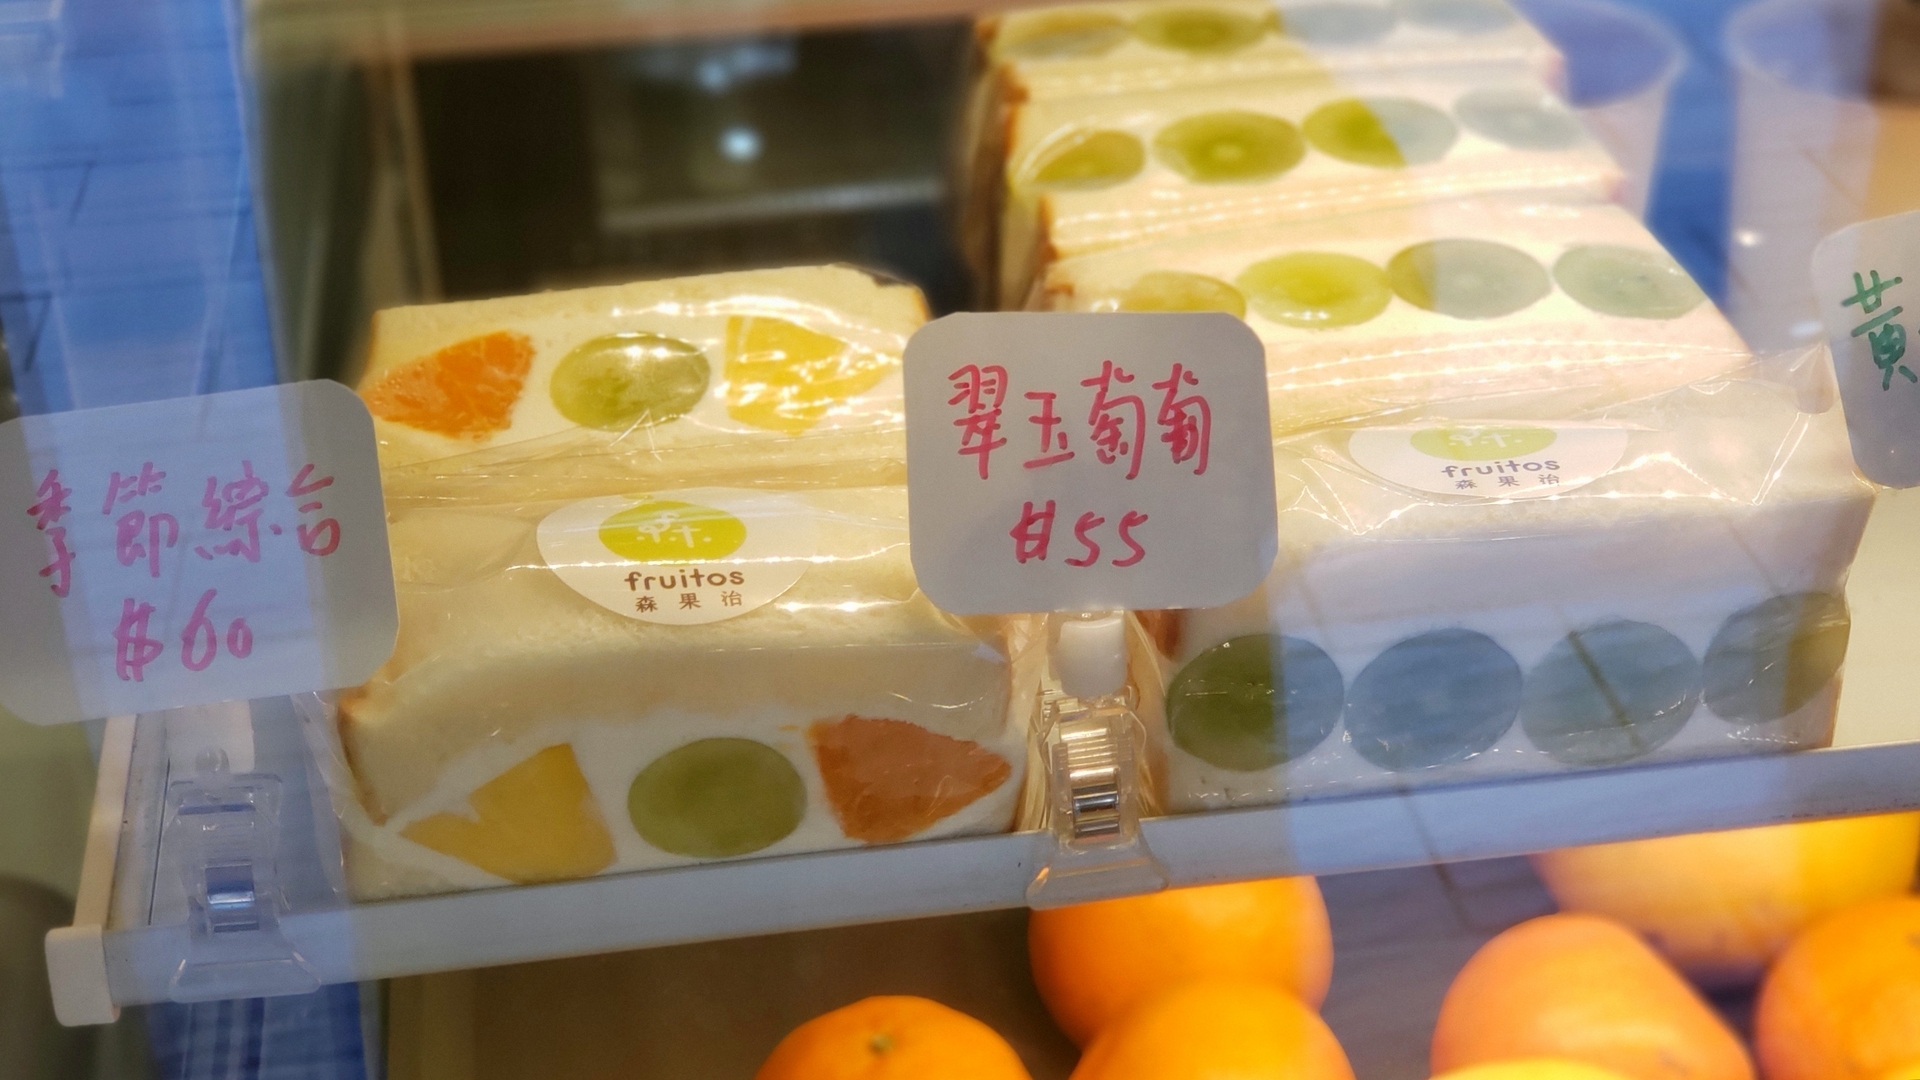 季節綜合
$60
翠玉葡萄
$55
黃
fruitos
森果治
fruitos
森果治